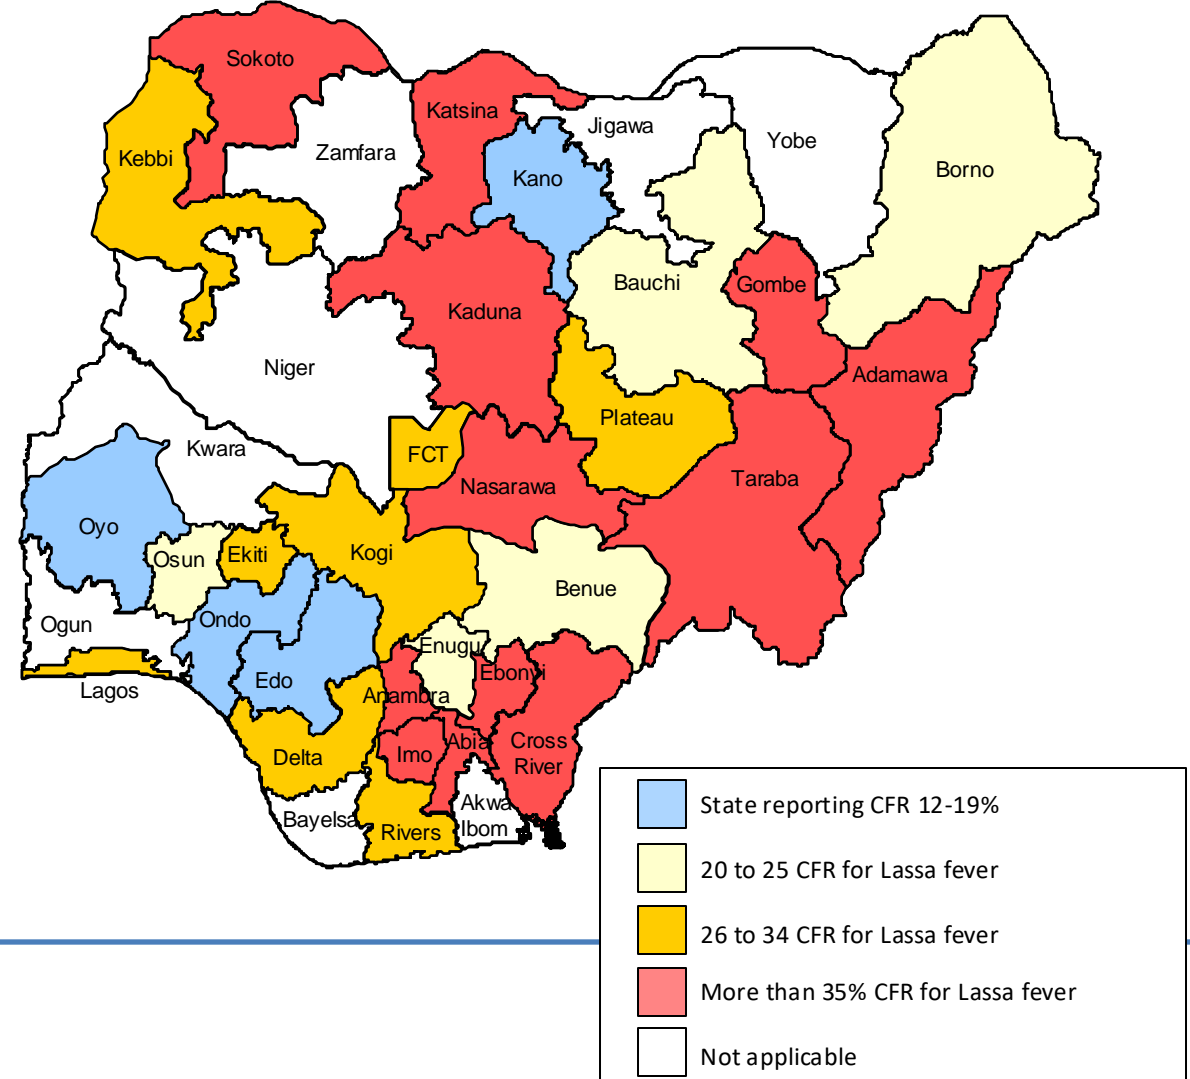 Sokoto
Katsina
Jigawa
Yobe
Kebbi
Zamfara
Kano
Borno
Bauchi
Gombe
Kaduna
Niger
Adamawa
Plateau
Kwara
FCT
Nasarawa
Taraba
Oyo
Osun
Ekiti
Kogi
Benue
Ogun
Ondo
Enugu
Ebonyi
Lagos
Edo
Anambra
Delta
Imo
Abia
Cross
River
Bayelsa
Rivers
Akwa
Ibom
State reporting CFR 12-19%
20 to 25 CFR for Lassa fever
26 to 34 CFR for Lassa fever
More than 35% CFR for Lassa fever
Not applicable